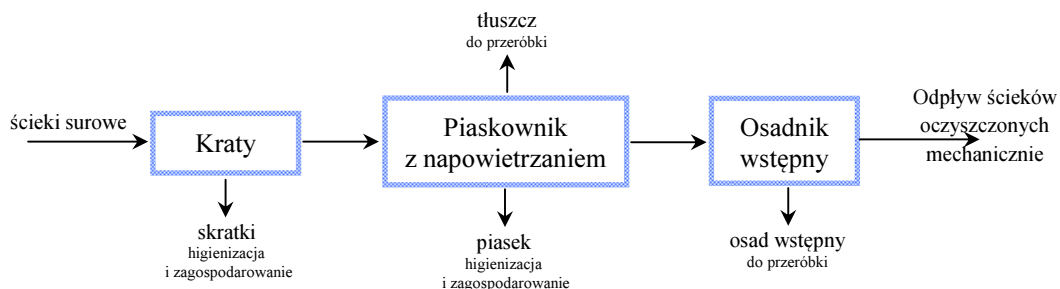 tłuszcz
do przeróbki
ścieki surowe
Kraty
Piaskownik
z napowietrzaniem
Osadnik
wstępny
Odpływ ścieków
oczyszczonych
mechanicznie
skratki
higienizacja
i zagospodarowanie
piasek
higienizacja
i zagospodarowanie
osad wstępny
do przeróbki